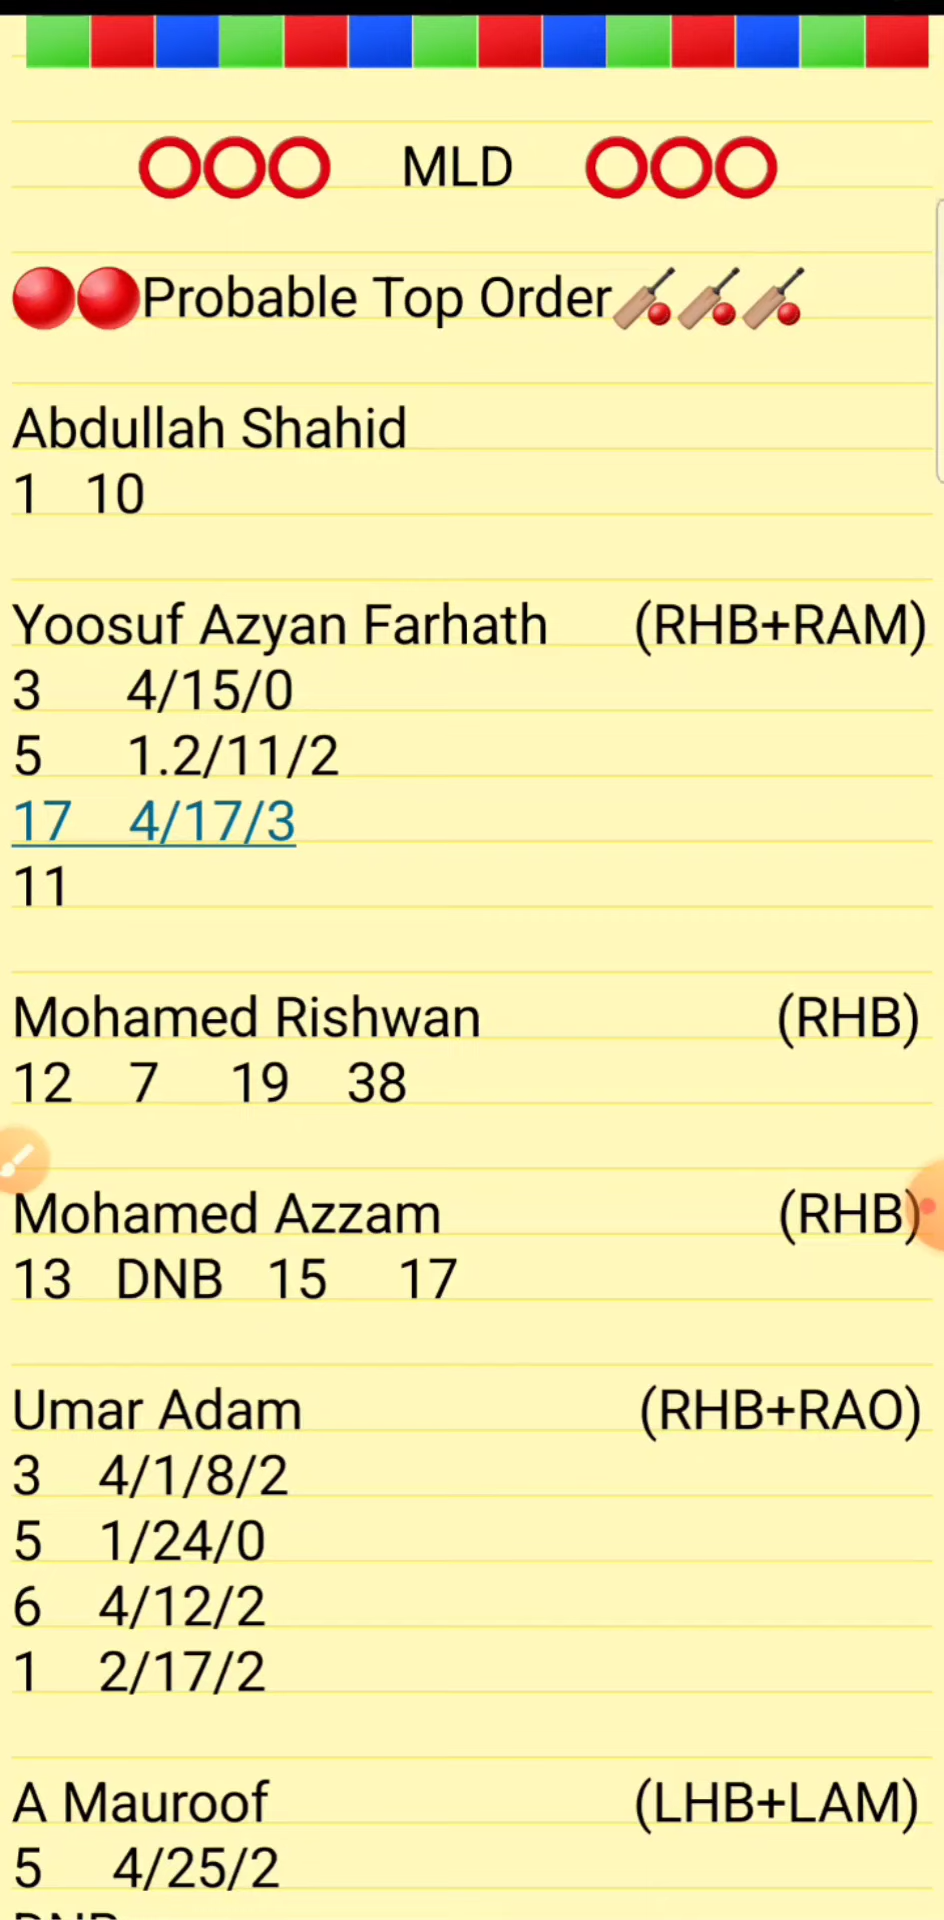 MLD
Probable Top Order
Abdullah Shahid
1 10
Yoosuf Azyan Farhath (RHB+RAM)
3 4/15/0
5 1.2/11/2
17 4/17/3
11
Mohamed Rishwan (RHB)
12 7 19 38
Mohamed Azzam (RHB)
13 DNB 15 17
Umar Adam (RHB+RAO)
3 4/1/8/2
5 1/24/0
6 4/12/2
1 2/17/2
A Mauroof (LHB+LAM)
5 4/25/2